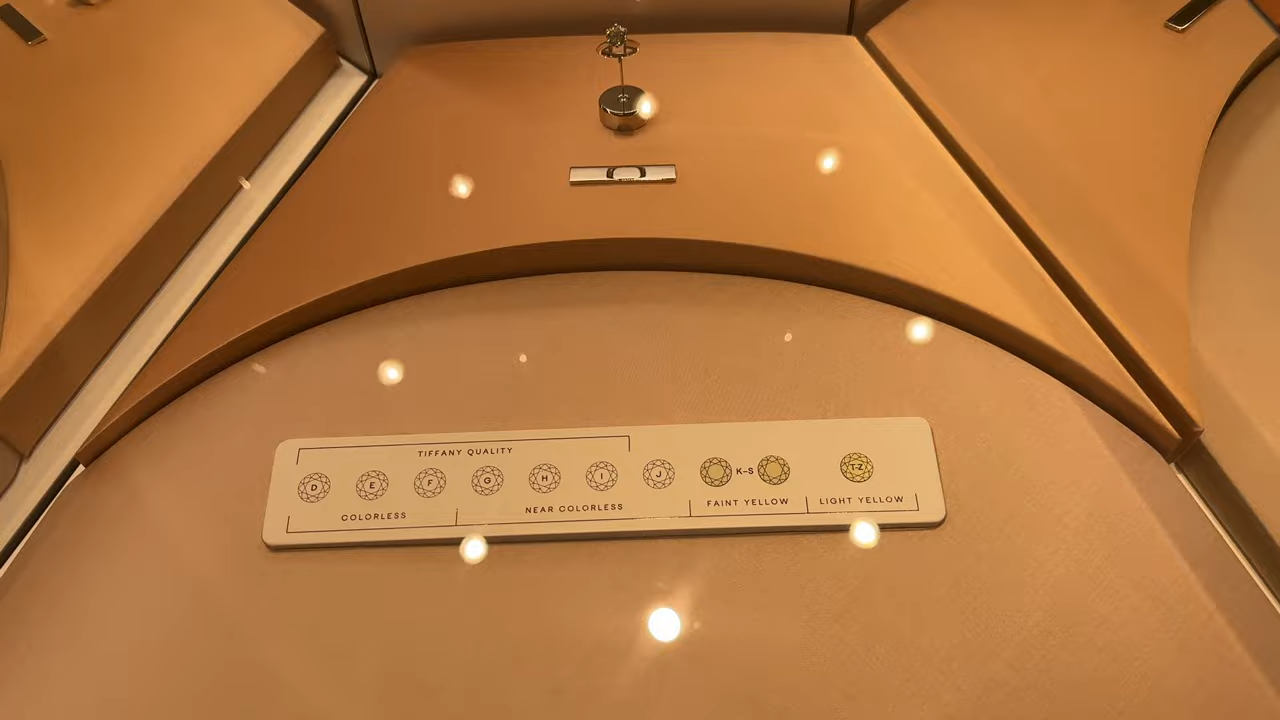 TIFFANY QUALITY
D E F G H I J K–S T–Z
COLORLESS NEAR COLORLESS FAINT YELLOW LIGHT YELLOW